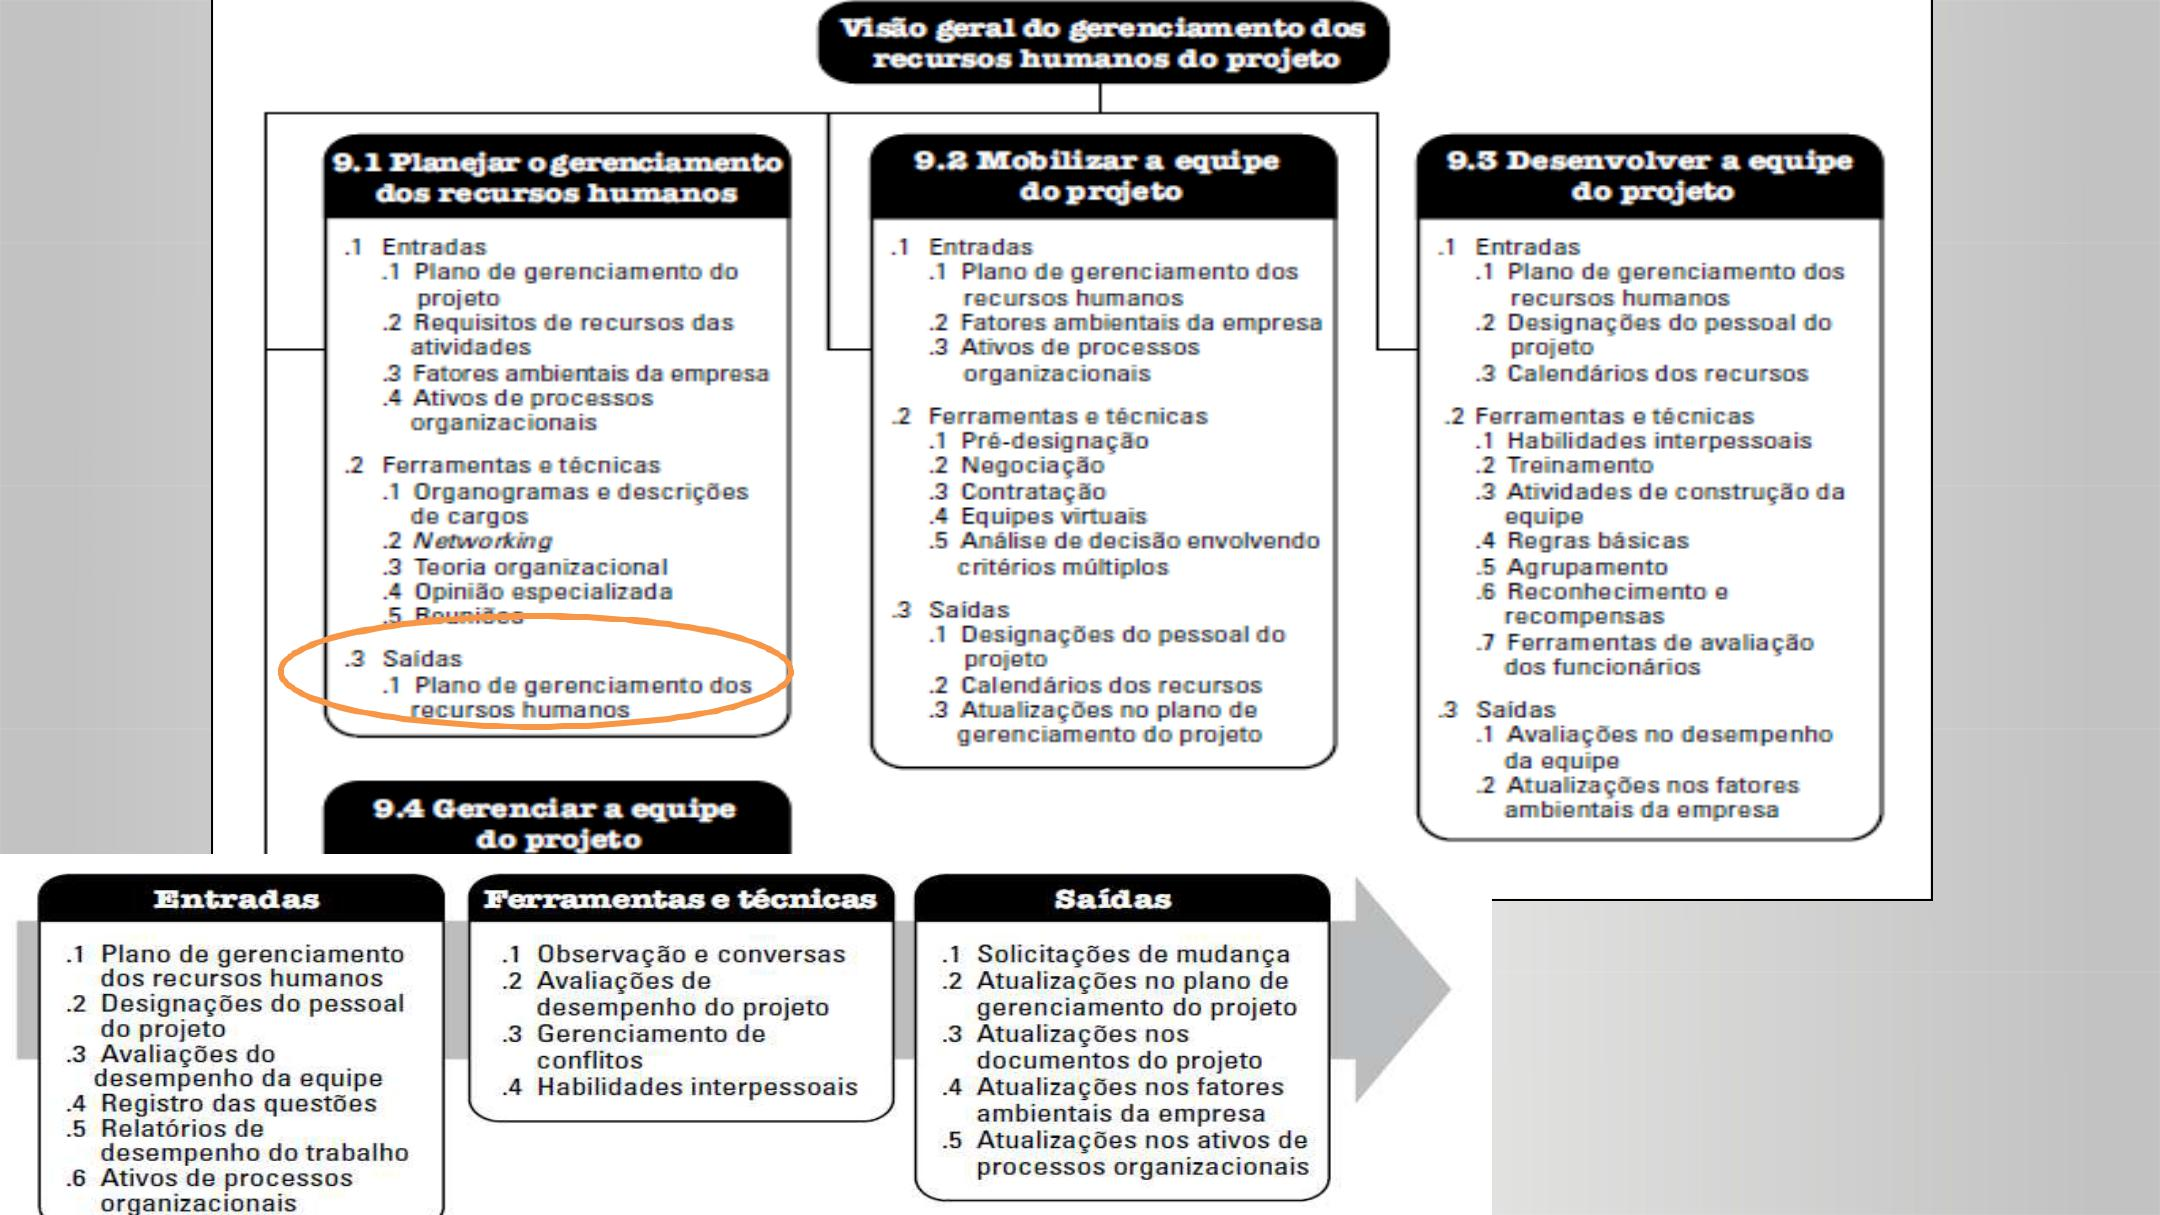 Visão geral do gerenciamento dos
recursos humanos do projeto
9.1 Planejar o gerenciamento
dos recursos humanos
.1 Entradas
.1 Plano de gerenciamento do
projeto
.2 Requisitos de recursos das
atividades
.3 Fatores ambientais da empresa
.4 Ativos de processos
organizacionais
.2 Ferramentas e técnicas
.1 Organogramas e descrições
de cargos
.2 Networking
.3 Teoria organizacional
.4 Opinião especializada
.5 Reuniões
.3 Saídas
.1 Plano de gerenciamento dos
recursos humanos
9.2 Mobilizar a equipe
do projeto
.1 Entradas
.1 Plano de gerenciamento dos
recursos humanos
.2 Fatores ambientais da empresa
.3 Ativos de processos
organizacionais
.2 Ferramentas e técnicas
.1 Pré-designação
.2 Negociação
.3 Contratação
.4 Equipes virtuais
.5 Análise de decisão envolvendo
critérios múltiplos
.3 Saídas
.1 Designações do pessoal do
projeto
.2 Calendários dos recursos
.3 Atualizações no plano de
gerenciamento do projeto
9.3 Desenvolver a equipe
do projeto
.1 Entradas
.1 Plano de gerenciamento dos
recursos humanos
.2 Designações do pessoal do
projeto
.3 Calendários dos recursos
.2 Ferramentas e técnicas
.1 Habilidades interpessoais
.2 Treinamento
.3 Atividades de construção da
equipe
.4 Regras básicas
.5 Agrupamento
.6 Reconhecimento e
recompensas
.7 Ferramentas de avaliação
dos funcionários
.3 Saídas
.1 Avaliações no desempenho
da equipe
.2 Atualizações nos fatores
ambientais da empresa
9.4 Gerenciar a equipe
do projeto
Entradas
.1 Plano de gerenciamento
dos recursos humanos
.2 Designações do pessoal
do projeto
.3 Avaliações do
desempenho da equipe
.4 Registro das questões
.5 Relatórios de
desempenho do trabalho
.6 Ativos de processos
organizacionais
Ferramentas e técnicas
.1 Observação e conversas
.2 Avaliações de
desempenho do projeto
.3 Gerenciamento de
conflitos
.4 Habilidades interpessoais
Saídas
.1 Solicitações de mudança
.2 Atualizações no plano de
gerenciamento do projeto
.3 Atualizações nos
documentos do projeto
.4 Atualizações nos fatores
ambientais da empresa
.5 Atualizações nos ativos de
processos organizacionais